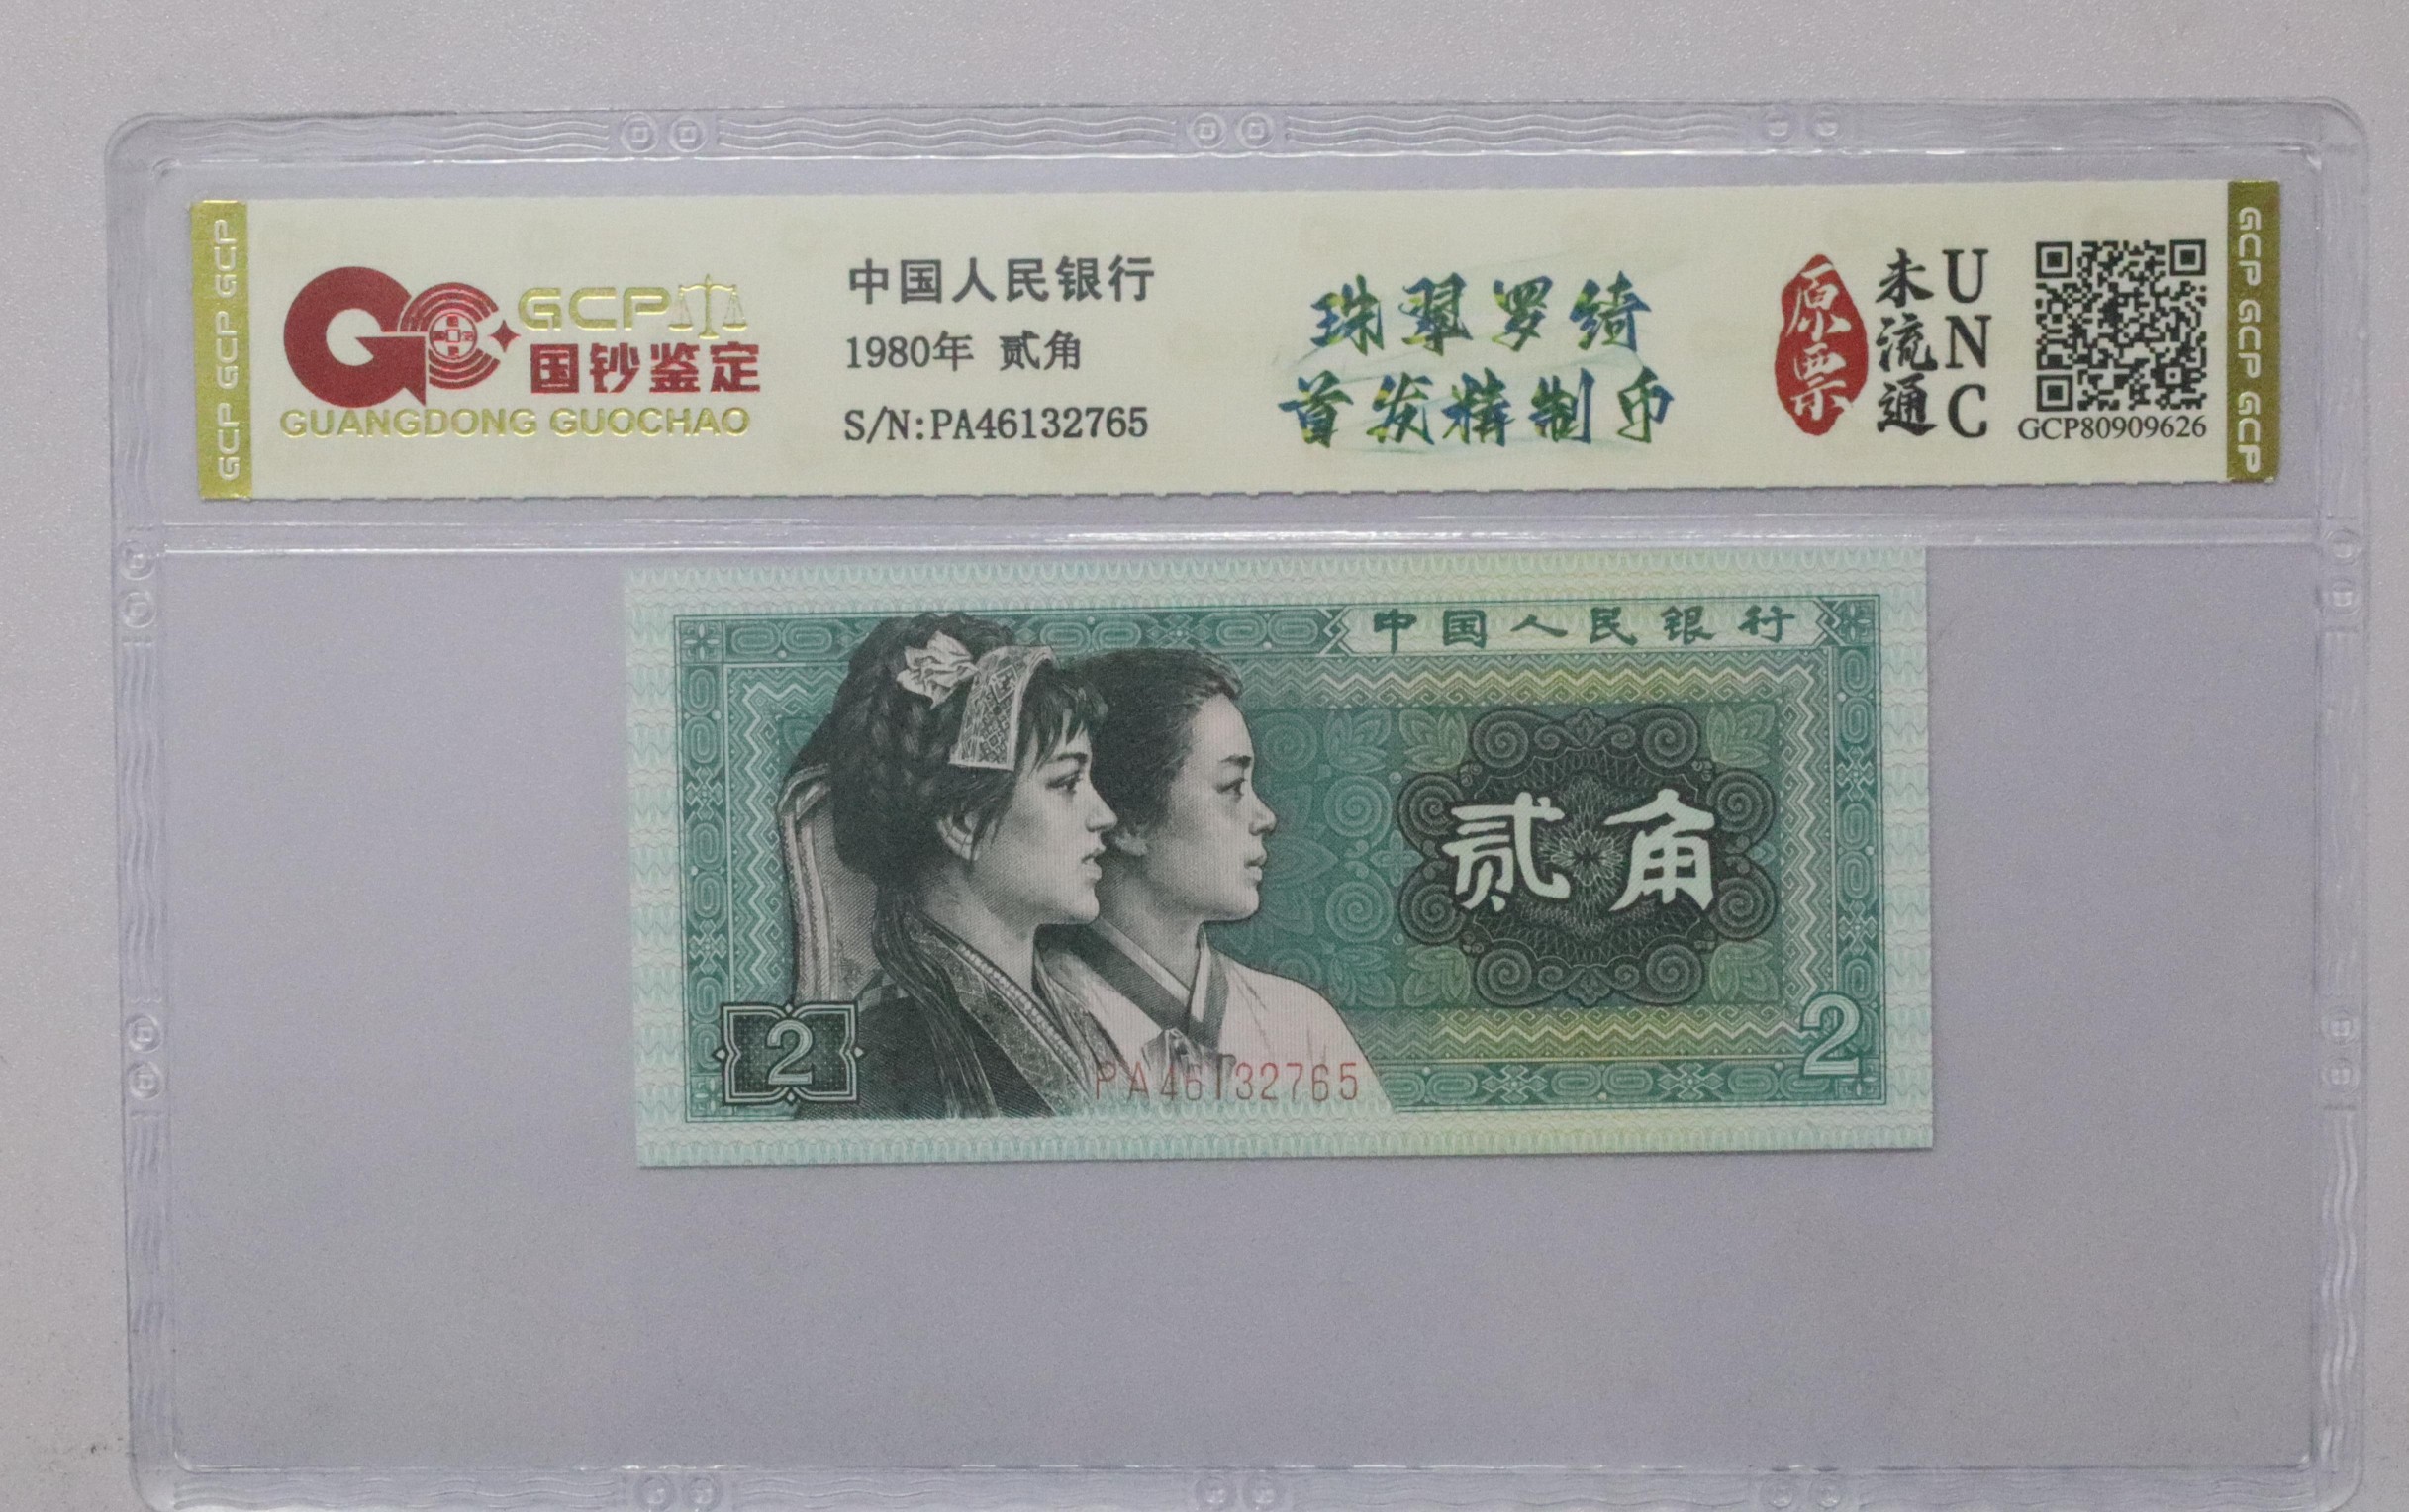 GCP GCP GCP
GCP
国钞鉴定
GUANGDONG GUOCHAO
中国人民银行
1980年 贰角
S/N:PA46132765
珠翠罗绮
首发精制币
原票
未流通
UNC
GCP80909626
GCP GCP GCP
中国人民银行
贰角
2
PA46132765
2